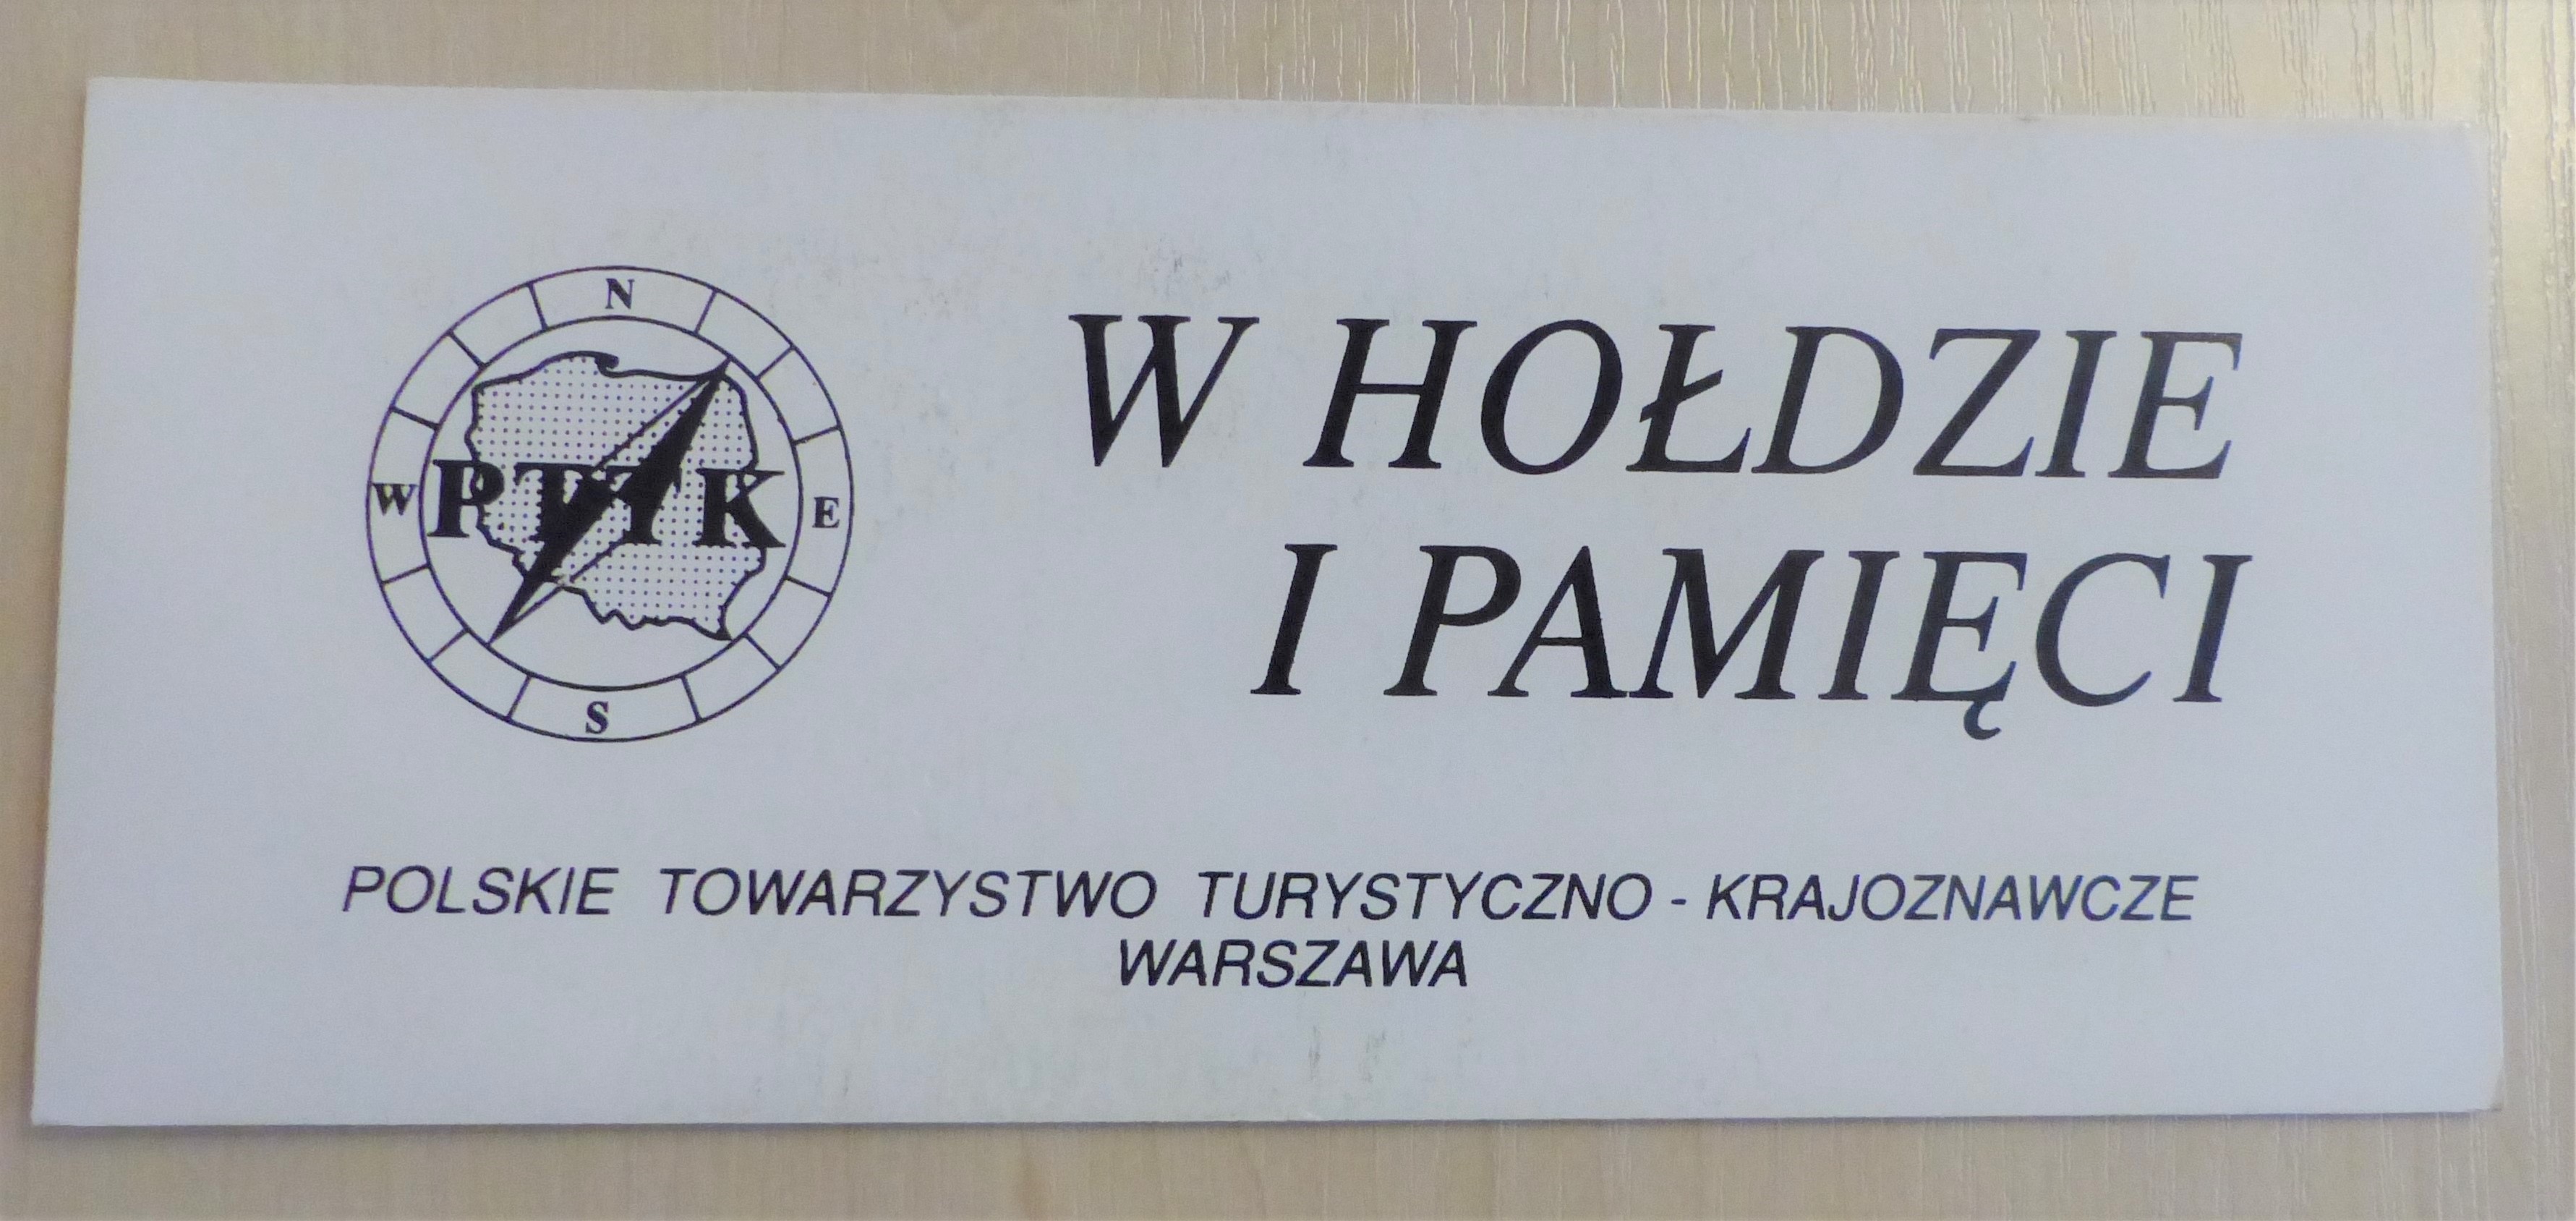 N
W PTTK E
S
W HOŁDZIE
I PAMIĘCI
POLSKIE TOWARZYSTWO TURYSTYCZNO - KRAJOZNAWCZE
WARSZAWA